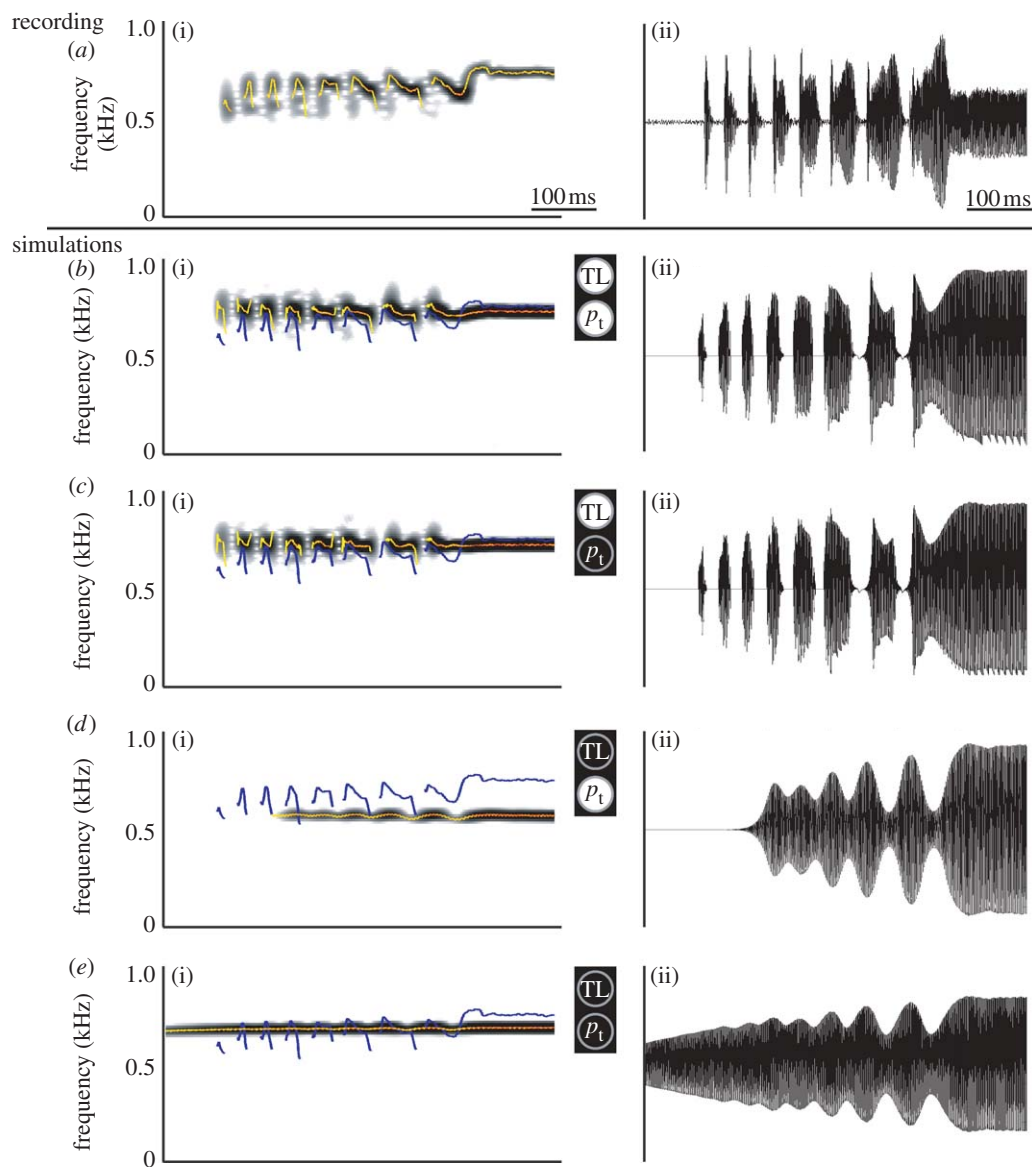 recording
(a) (i) (ii)
frequency
(kHz)
1.0
0.5
0
100 ms
100 ms
simulations
(b) (i) (ii)
frequency (kHz)
1.0
0.5
0
TL
pt
(c) (i) (ii)
frequency (kHz)
1.0
0.5
0
TL
pt
(d) (i) (ii)
frequency (kHz)
1.0
0.5
0
TL
pt
(e) (i) (ii)
frequency (kHz)
1.0
0.5
0
TL
pt